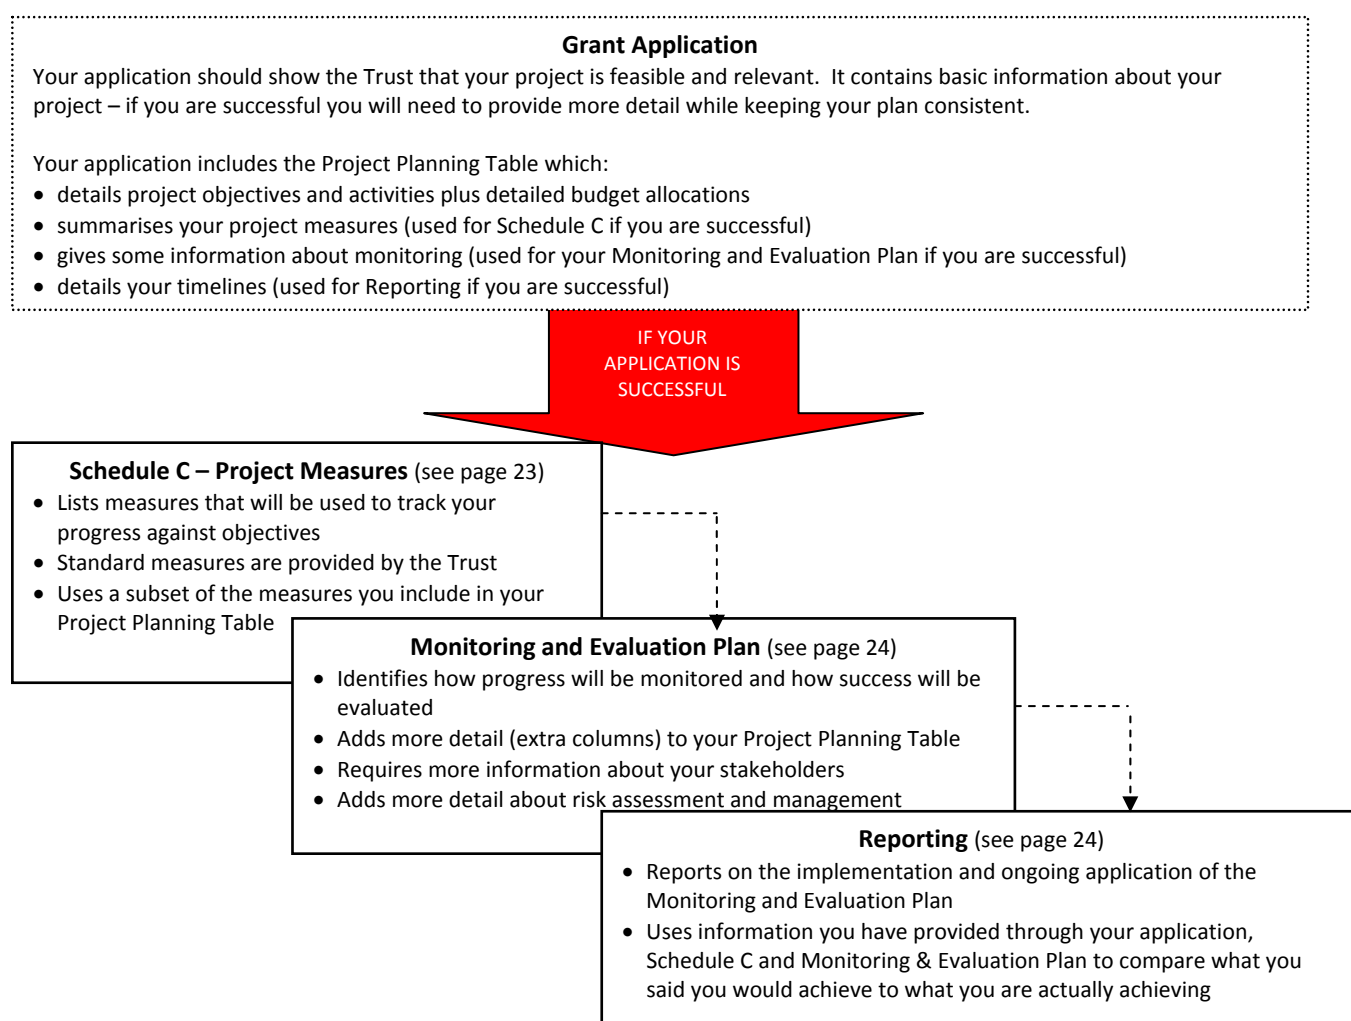 Grant Application
Your application should show the Trust that your project is feasible and relevant.  It contains basic information about your
project – if you are successful you will need to provide more detail while keeping your plan consistent.
Your application includes the Project Planning Table which:
• details project objectives and activities plus detailed budget allocations
• summarises your project measures (used for Schedule C if you are successful)
• gives some information about monitoring (used for your Monitoring and Evaluation Plan if you are successful)
• details your timelines (used for Reporting if you are successful)
IF YOUR
APPLICATION IS
SUCCESSFUL
Schedule C – Project Measures (see page 23)
• Lists measures that will be used to track your
progress against objectives
• Standard measures are provided by the Trust
• Uses a subset of the measures you include in your
Project Planning Table
Monitoring and Evaluation Plan (see page 24)
• Identifies how progress will be monitored and how success will be
evaluated
• Adds more detail (extra columns) to your Project Planning Table
• Requires more information about your stakeholders
• Adds more detail about risk assessment and management
Reporting (see page 24)
• Reports on the implementation and ongoing application of the
Monitoring and Evaluation Plan
• Uses information you have provided through your application,
Schedule C and Monitoring & Evaluation Plan to compare what you
said you would achieve to what you are actually achieving